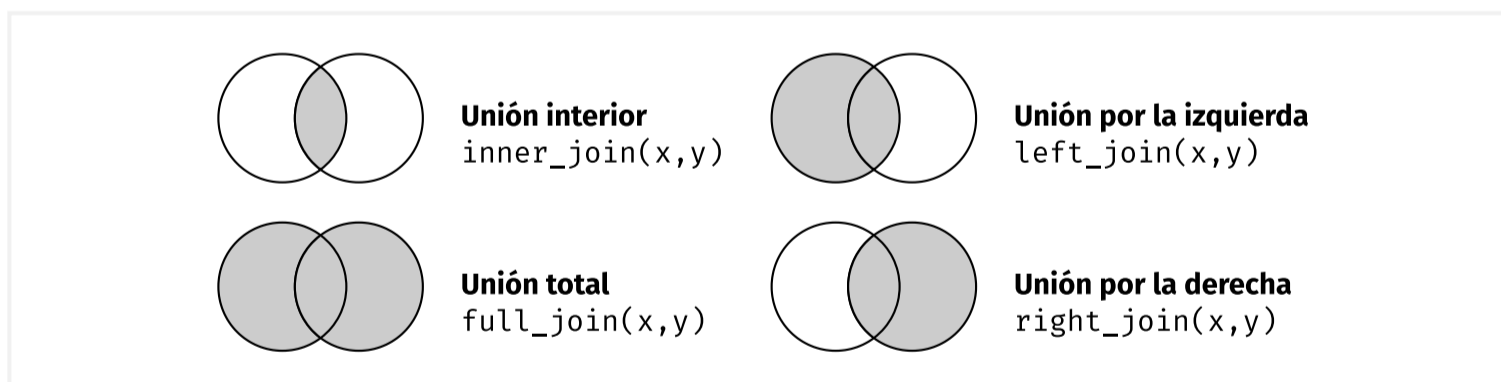 Unión interior
inner_join(x,y)
Unión por la izquierda
left_join(x,y)
Unión total
full_join(x,y)
Unión por la derecha
right_join(x,y)